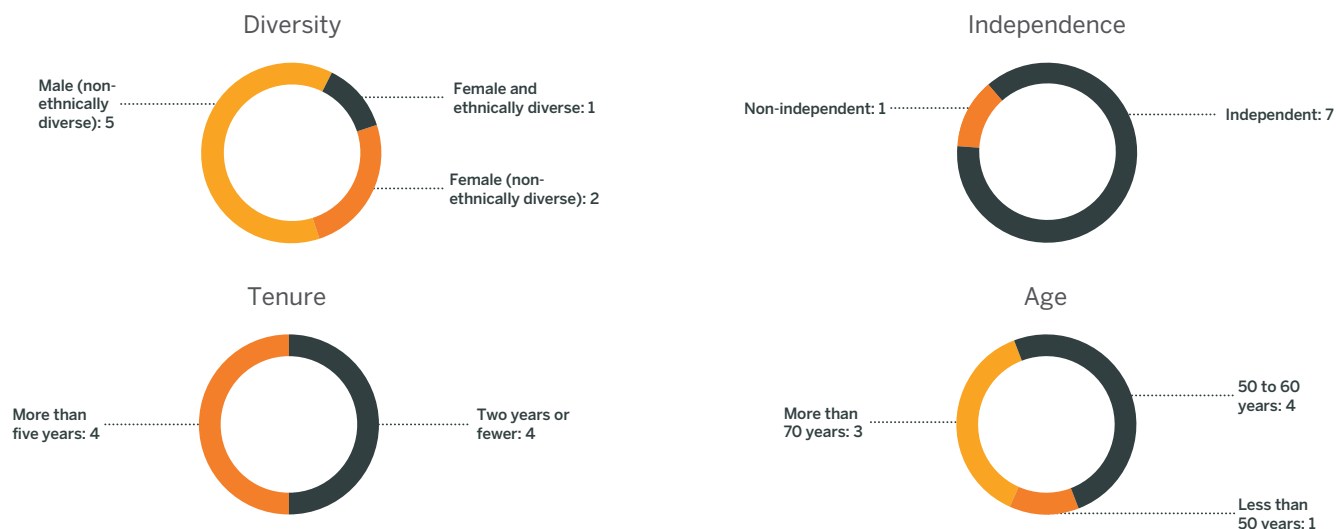 Diversity
Male (non-
ethnically
diverse): 5
Female and
ethnically diverse: 1
Female (non-
ethnically diverse): 2
Independence
Non-independent: 1
Independent: 7
Tenure
More than
five years: 4
Two years or
fewer: 4
Age
More than
70 years: 3
50 to 60
years: 4
Less than
50 years: 1